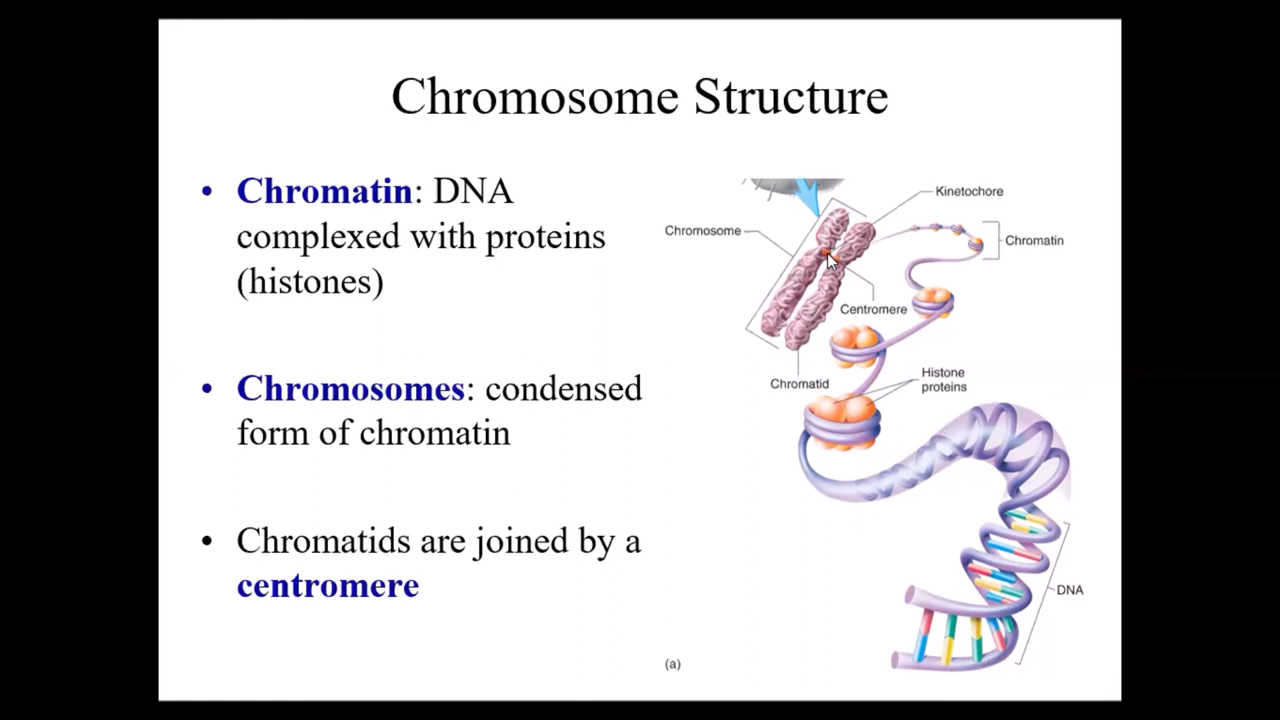 Chromosome Structure
• Chromatin: DNA
complexed with proteins
(histones)
• Chromosomes: condensed
form of chromatin
• Chromatids are joined by a
centromere
Kinetochore
Chromosome
Chromatin
Centromere
Chromatid
Histone
proteins
DNA
(a)